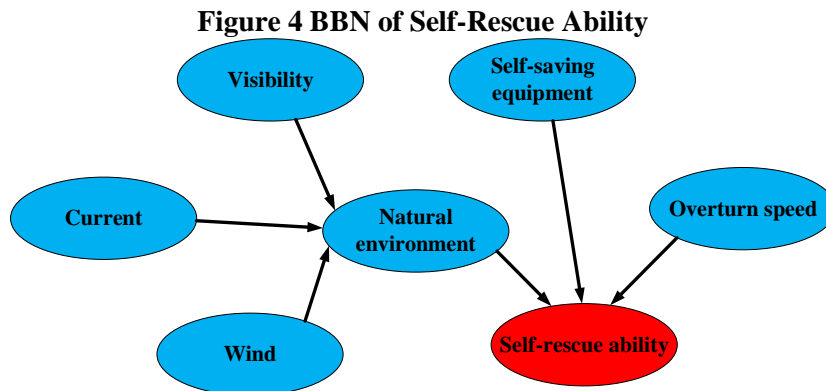 Figure 4 BBN of Self-Rescue Ability
Visibility
Self-saving
equipment
Current
Natural
environment
Overturn speed
Wind
Self-rescue ability